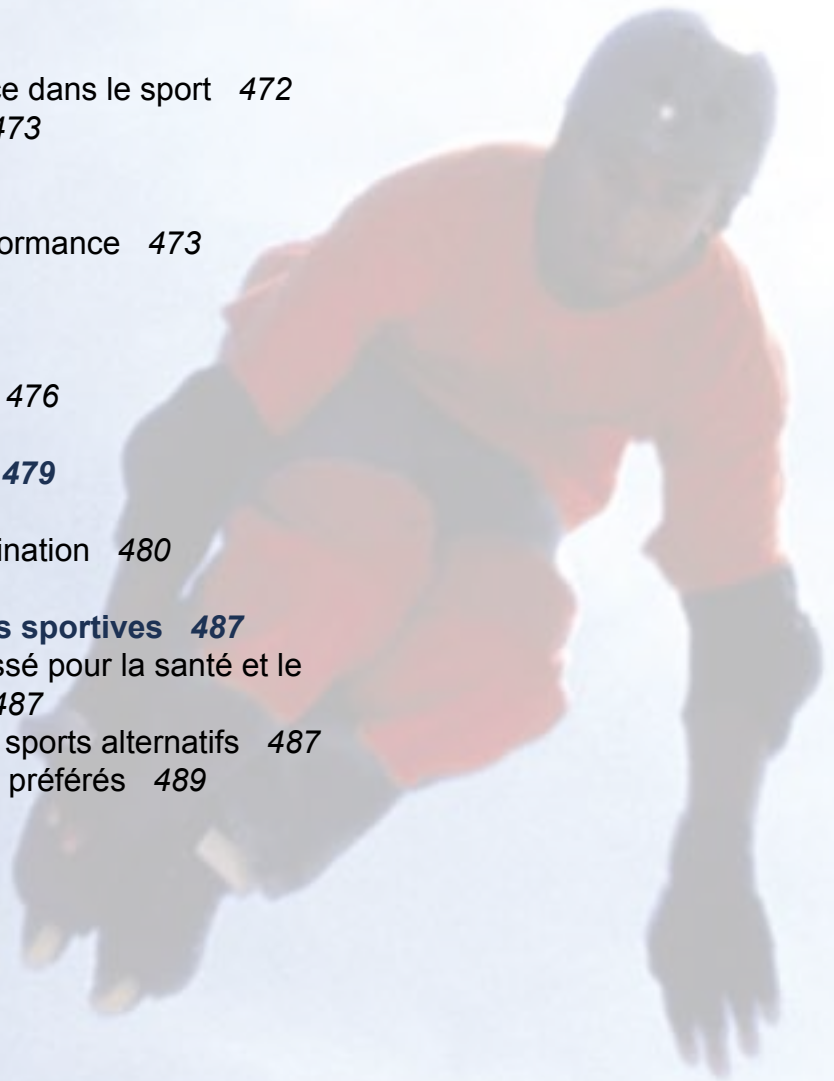 ce dans le sport 472
473
ormance 473
476
479
ination 480
s sportives 487
ssé pour la santé et le
487
sports alternatifs 487
préférés 489